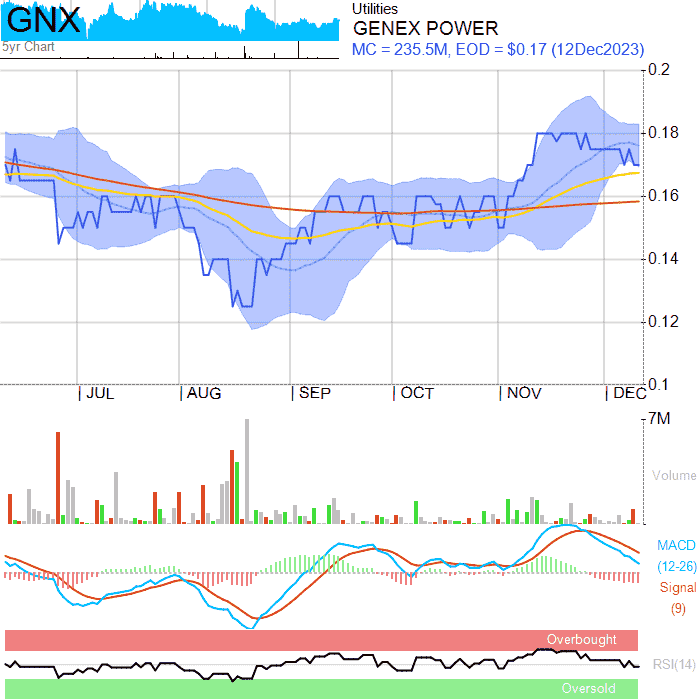 GNX
5yr Chart
Utilities
GENEX POWER
MC = 235.5M, EOD = $0.17 (12Dec2023)
0.2
0.18
0.16
0.14
0.12
0.1
JUL AUG SEP OCT NOV DEC
7M
Volume
MACD
(12-26)
Signal
(9)
Overbought
RSI(14)
Oversold